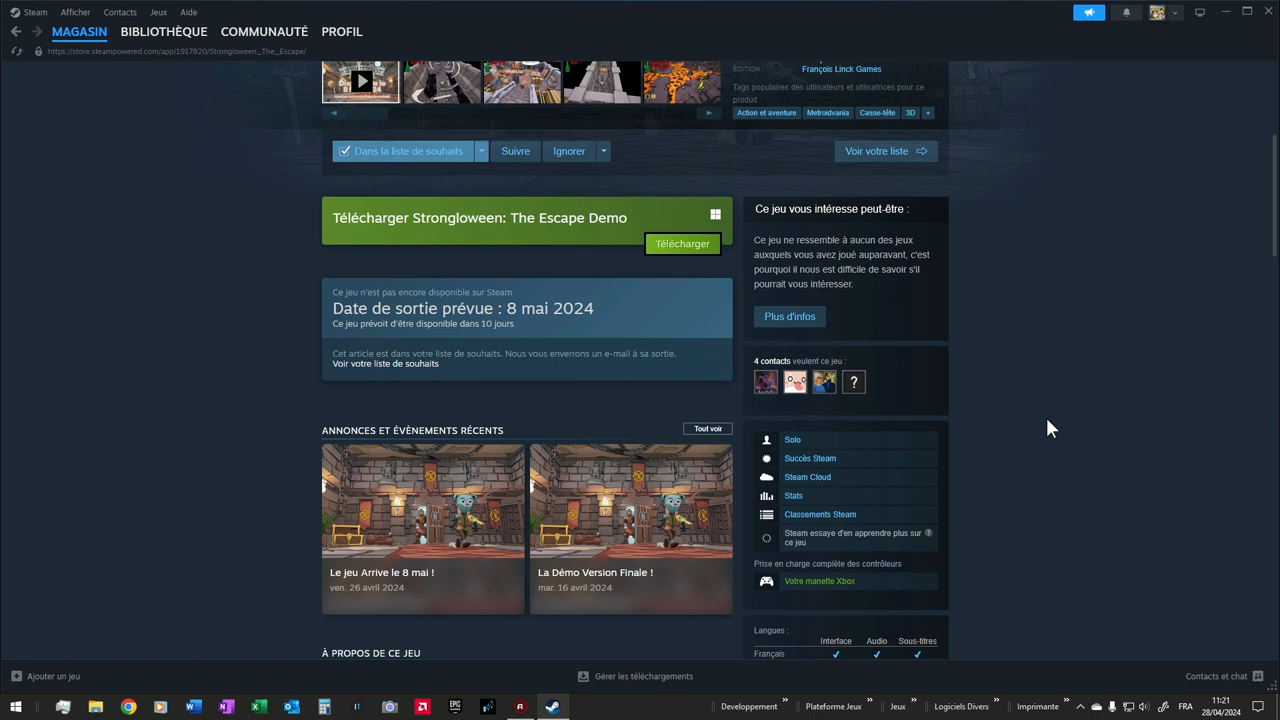 Steam Afficher Contacts Jeux Aide
MAGASIN BIBLIOTHÈQUE COMMUNAUTÉ PROFIL
https://store.steampowered.com/app/1917820/Strongloween_The_Escape/
ÉDITION : François Linck Games
Tags populaires des utilisateurs et utilisatrices pour ce
produit :
Action et aventure Metroidvania Casse-tête 3D +
Dans la liste de souhaits Suivre Ignorer Voir votre liste
Télécharger Strongloween: The Escape Demo
Télécharger
Ce jeu n'est pas encore disponible sur Steam
Date de sortie prévue : 8 mai 2024
Ce jeu prévoit d'être disponible dans 10 jours
Cet article est dans votre liste de souhaits. Nous vous enverrons un e-mail à sa sortie.
Voir votre liste de souhaits
Ce jeu vous intéresse peut-être :
Ce jeu ne ressemble à aucun des jeux
auxquels vous avez joué auparavant, c'est
pourquoi il nous est difficile de savoir s'il
pourrait vous intéresser.
Plus d'infos
4 contacts veulent ce jeu :
?
ANNONCES ET ÉVÈNEMENTS RÉCENTS
Tout voir
Le jeu Arrive le 8 mai !
ven. 26 avril 2024
La Démo Version Finale !
mar. 16 avril 2024
Solo
Succès Steam
Steam Cloud
Stats
Classements Steam
Steam essaye d'en apprendre plus sur ?
ce jeu
Prise en charge complète des contrôleurs
Votre manette Xbox
Langues :
Interface Audio Sous-titres
Français ✔ ✔ ✔
À PROPOS DE CE JEU
Ajouter un jeu Gérer les téléchargements Contacts et chat
Developpement Plateforme Jeux Jeux Logiciels Divers Imprimante FRA
11:21
28/04/2024